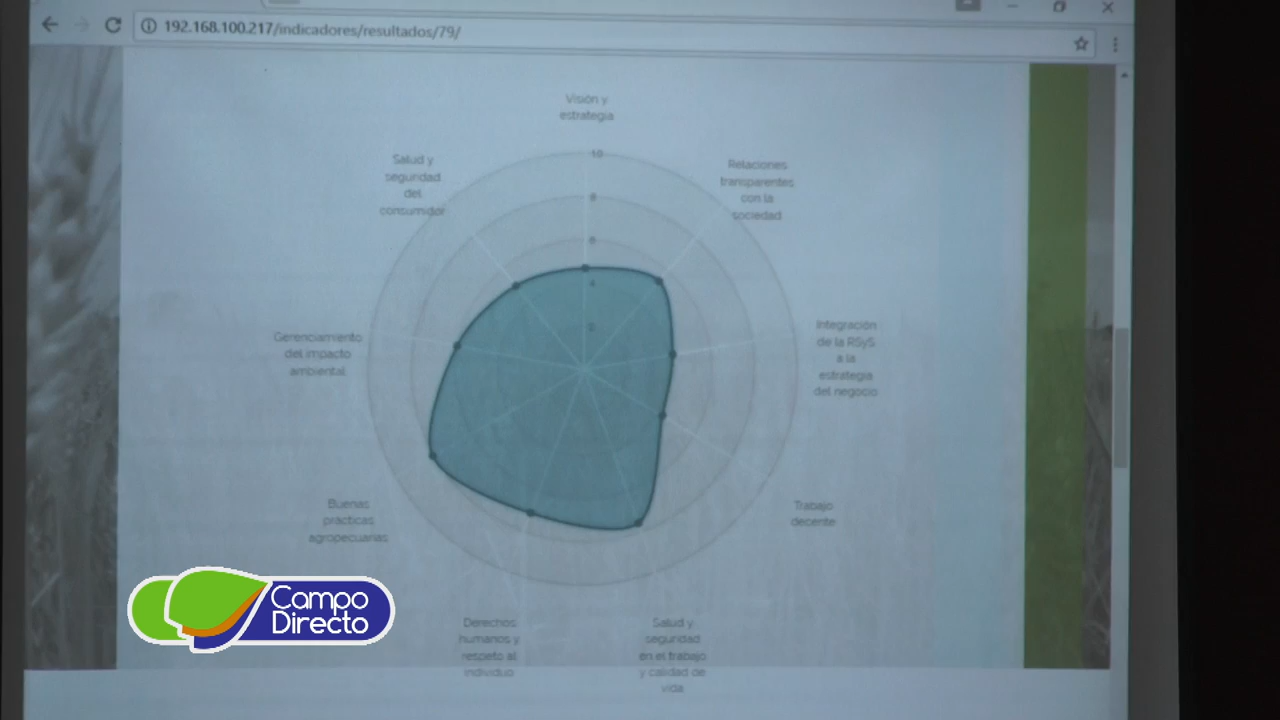 192.168.100.217/indicadores/resultados/79/
Visión y
estrategia
Salud y
seguridad
del
consumidor
Relaciones
transparentes
con la
sociedad
10
8
6
4
2
Gerenciamiento
del impacto
ambiental
Integración
de la RSyS
a la
estrategia
del negocio
Buenas
prácticas
agropecuarias
Trabajo
decente
Derechos
humanos y
respeto al
individuo
Salud y
seguridad
en el trabajo
y calidad de
vida
Campo
Directo